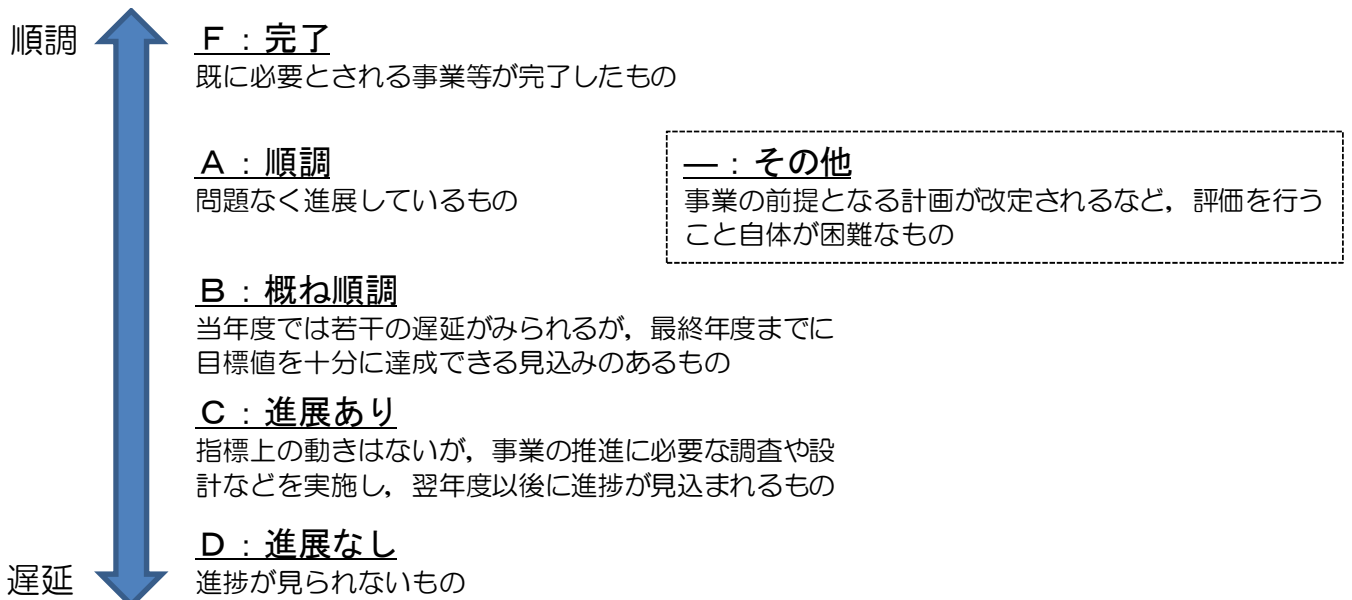 順調
Ｆ：完了
既に必要とされる事業等が完了したもの
Ａ：順調
問題なく進展しているもの
―：その他
事業の前提となる計画が改定されるなど，評価を行う
こと自体が困難なもの
Ｂ：概ね順調
当年度では若干の遅延がみられるが，最終年度までに
目標値を十分に達成できる見込みのあるもの
Ｃ：進展あり
指標上の動きはないが，事業の推進に必要な調査や設
計などを実施し，翌年度以後に進捗が見込まれるもの
Ｄ：進展なし
進捗が見られないもの
遅延